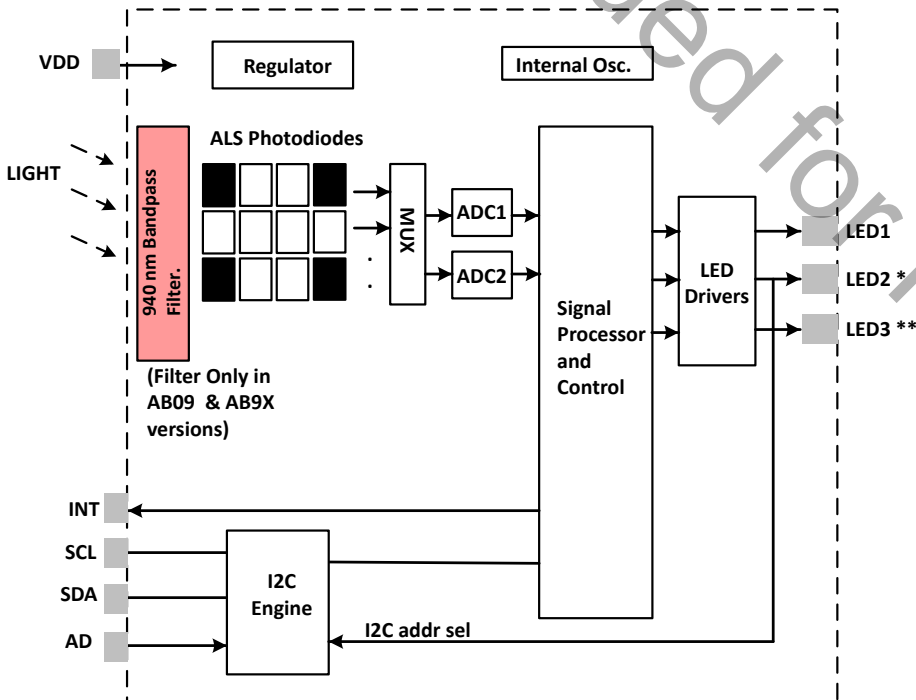 VDD
Regulator
Internal Osc.
ded for
LIGHT
940 nm Bandpass
Filter.
ALS Photodiodes
MUX
ADC1
ADC2
Signal
Processor
and
Control
LED
Drivers
LED1
LED2 *
LED3 **
(Filter Only in
AB09 & AB9X
versions)
INT
SCL
SDA
AD
I2C
Engine
I2C addr sel